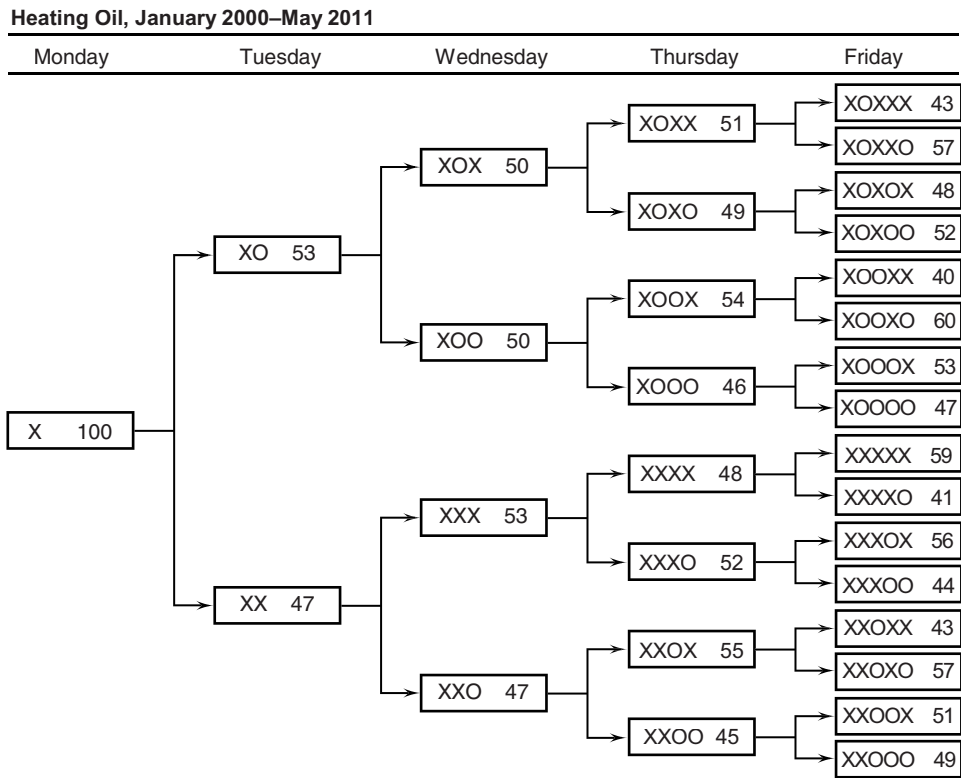 Heating Oil, January 2000–May 2011
Monday Tuesday Wednesday Thursday Friday
XOXXX 43
XOXX 51
XOXXO 57
XOX 50
XOXOX 48
XOXO 49
XOXOO 52
XO 53
XOOXX 40
XOOX 54
XOOXO 60
XOO 50
XOOOX 53
XOOO 46
XOOOO 47
X 100
XXXXX 59
XXXX 48
XXXXO 41
XXX 53
XXXOX 56
XXXO 52
XXXOO 44
XX 47
XXOXX 43
XXOX 55
XXOXO 57
XXO 47
XXOOX 51
XXOO 45
XXOOO 49